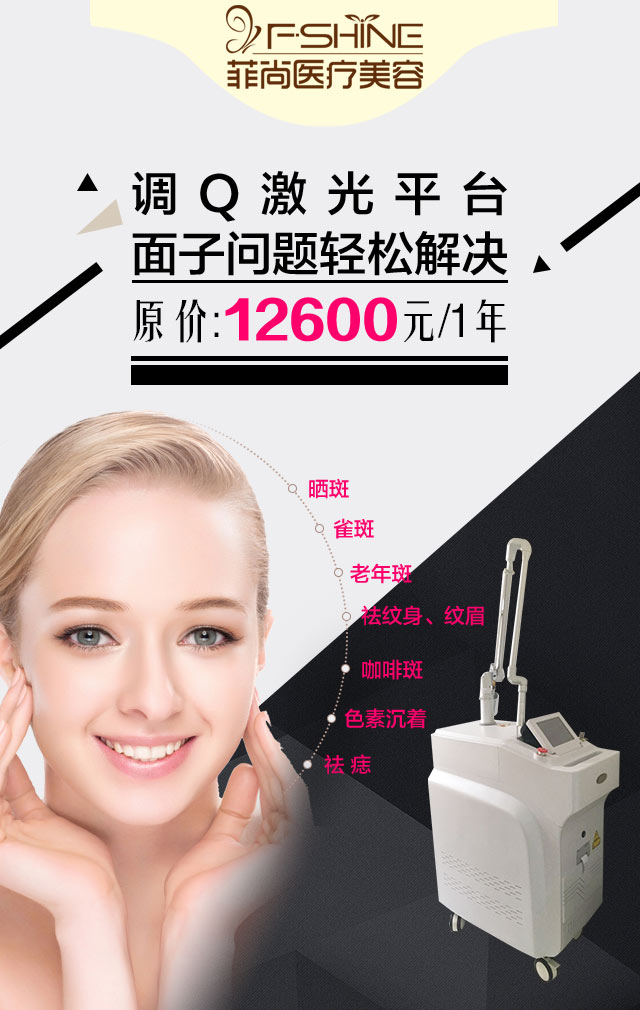 F·SHINE
菲尚医疗美容
调Q激光平台
面子问题轻松解决
原价:12600元/1年
晒斑
雀斑
老年斑
祛纹身、纹眉
咖啡斑
色素沉着
祛 痣